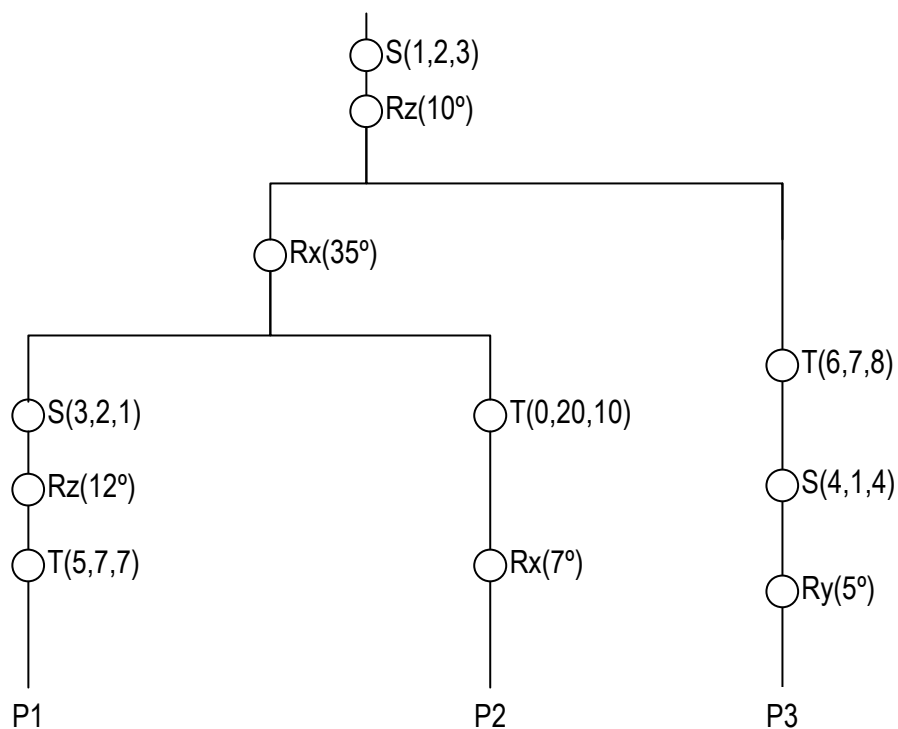 S(1,2,3)
Rz(10º)
Rx(35º)
T(6,7,8)
S(3,2,1)
T(0,20,10)
Rz(12º)
S(4,1,4)
T(5,7,7)
Rx(7º)
Ry(5º)
P1
P2
P3